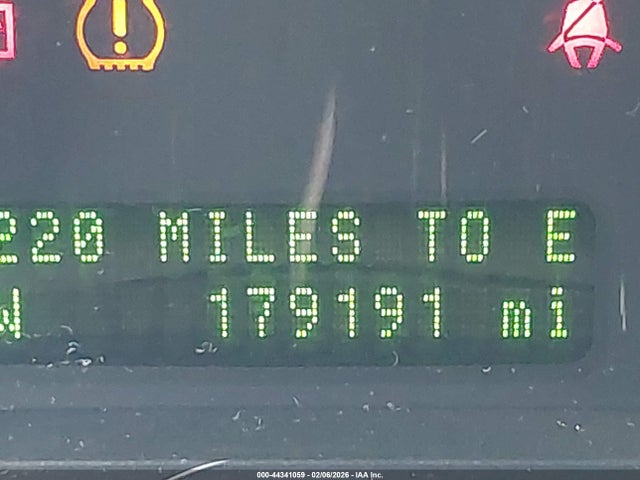 220 MILES TO E
179191 mi
000-44341059 - 02/06/2026 - IAA Inc.